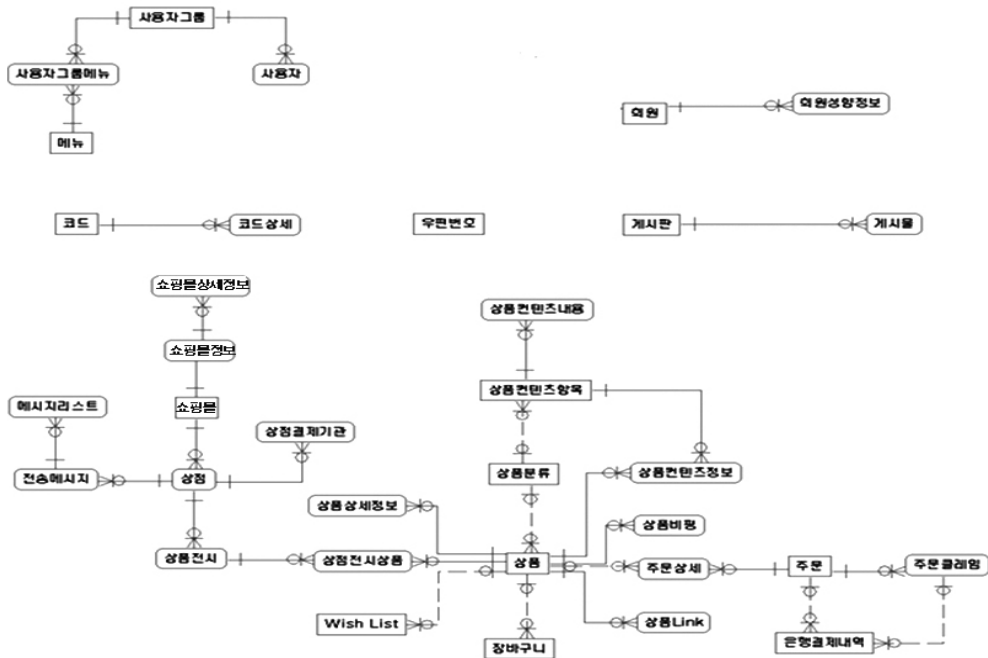 사용자그룹
사용자그룹메뉴
사용자
메뉴
회원
회원성향정보
코드
코드상세
우편번호
게시판
게시물
쇼핑몰상세정보
쇼핑몰정보
쇼핑몰
상품컨텐츠내용
상품컨텐츠항목
메시지리스트
상점결제기관
전송메시지
상점
상품분류
상품컨텐츠정보
상품상세정보
상품비평
상품전시
상점전시상품
상품
주문상세
주문
주문클레임
Wish List
장바구니
상품Link
은행결제내역